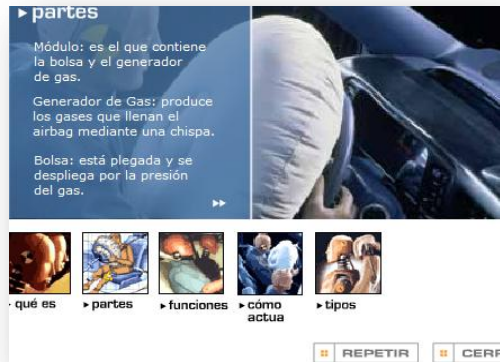 partes
Módulo: es el que contiene
la bolsa y el generador
de gas.
Generador de Gas: produce
los gases que llenan el
airbag mediante una chispa.
Bolsa: está plegada y se
despliega por la presión
del gas.
qué es
partes
funciones
cómo
actua
tipos
REPETIR
CERR